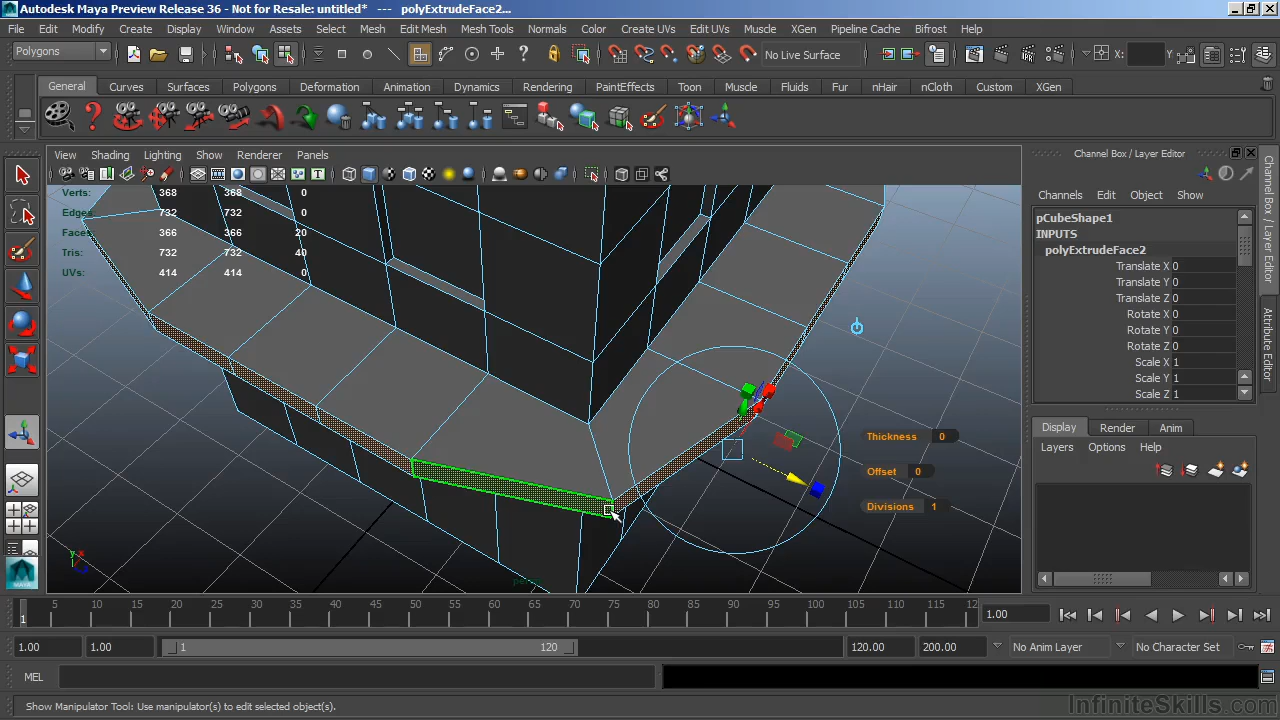 Autodesk Maya Preview Release 36 - Not for Resale: untitled*   ---   polyExtrudeFace2...
File Edit Modify Create Display Window Assets Select Mesh Edit Mesh Mesh Tools Normals Color Create UVs Edit UVs Muscle XGen Pipeline Cache Bifrost Help
Polygons No Live Surface X: Y:
General Curves Surfaces Polygons Deformation Animation Dynamics Rendering PaintEffects Toon Muscle Fluids Fur nHair nCloth Custom XGen
View Shading Lighting Show Renderer Panels
Channel Box / Layer Editor
Channels Edit Object Show
Verts: 368 368 0
Edges: 732 732 0
Faces: 366 366 20
Tris: 732 732 40
UVs: 414 414 0
pCubeShape1
INPUTS
polyExtrudeFace2
Translate X 0
Translate Y 0
Translate Z 0
Rotate X 0
Rotate Y 0
Rotate Z 0
Scale X 1
Scale Y 1
Scale Z 1
Channel Box / Layer Editor
Attribute Editor
Thickness 0
Offset 0
Divisions 1
Display Render Anim
Layers Options Help
y x
persp
MAYA
1 5 10 15 20 25 30 35 40 45 50 55 60 65 70 75 80 85 90 95 100 105 110 115 12
1.00
1.00 1.00 1 120 120.00 200.00 No Anim Layer No Character Set
MEL
Show Manipulator Tool: Use manipulator(s) to edit selected object(s).
InfiniteSkills.com